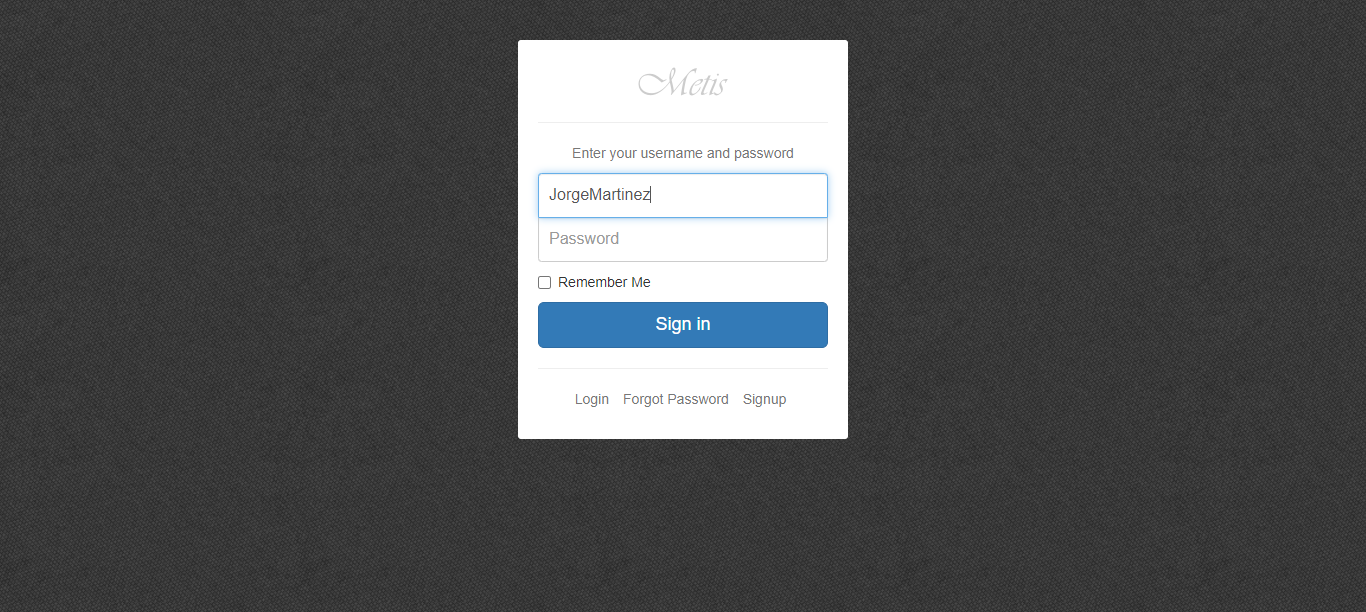 Metis
Enter your username and password
JorgeMartinez
Password
Remember Me
Sign in
Login Forgot Password Signup